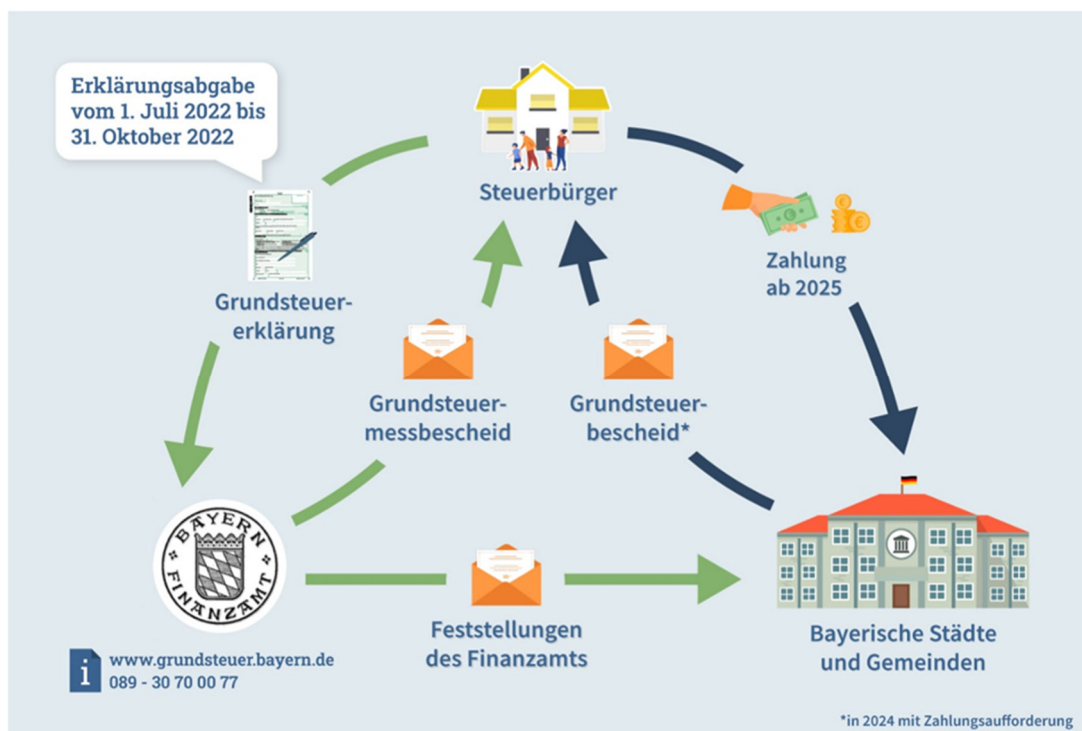 Erklärungsabgabe
vom 1. Juli 2022 bis
31. Oktober 2022
Steuerbürger
Grundsteuer-
erklärung
Zahlung
ab 2025
Grundsteuer-
messbescheid
Grundsteuer-
bescheid*
BAYERN
FINANZAMT
Feststellungen
des Finanzamts
Bayerische Städte
und Gemeinden
i
www.grundsteuer.bayern.de
089 - 30 70 00 77
*in 2024 mit Zahlungsaufforderung